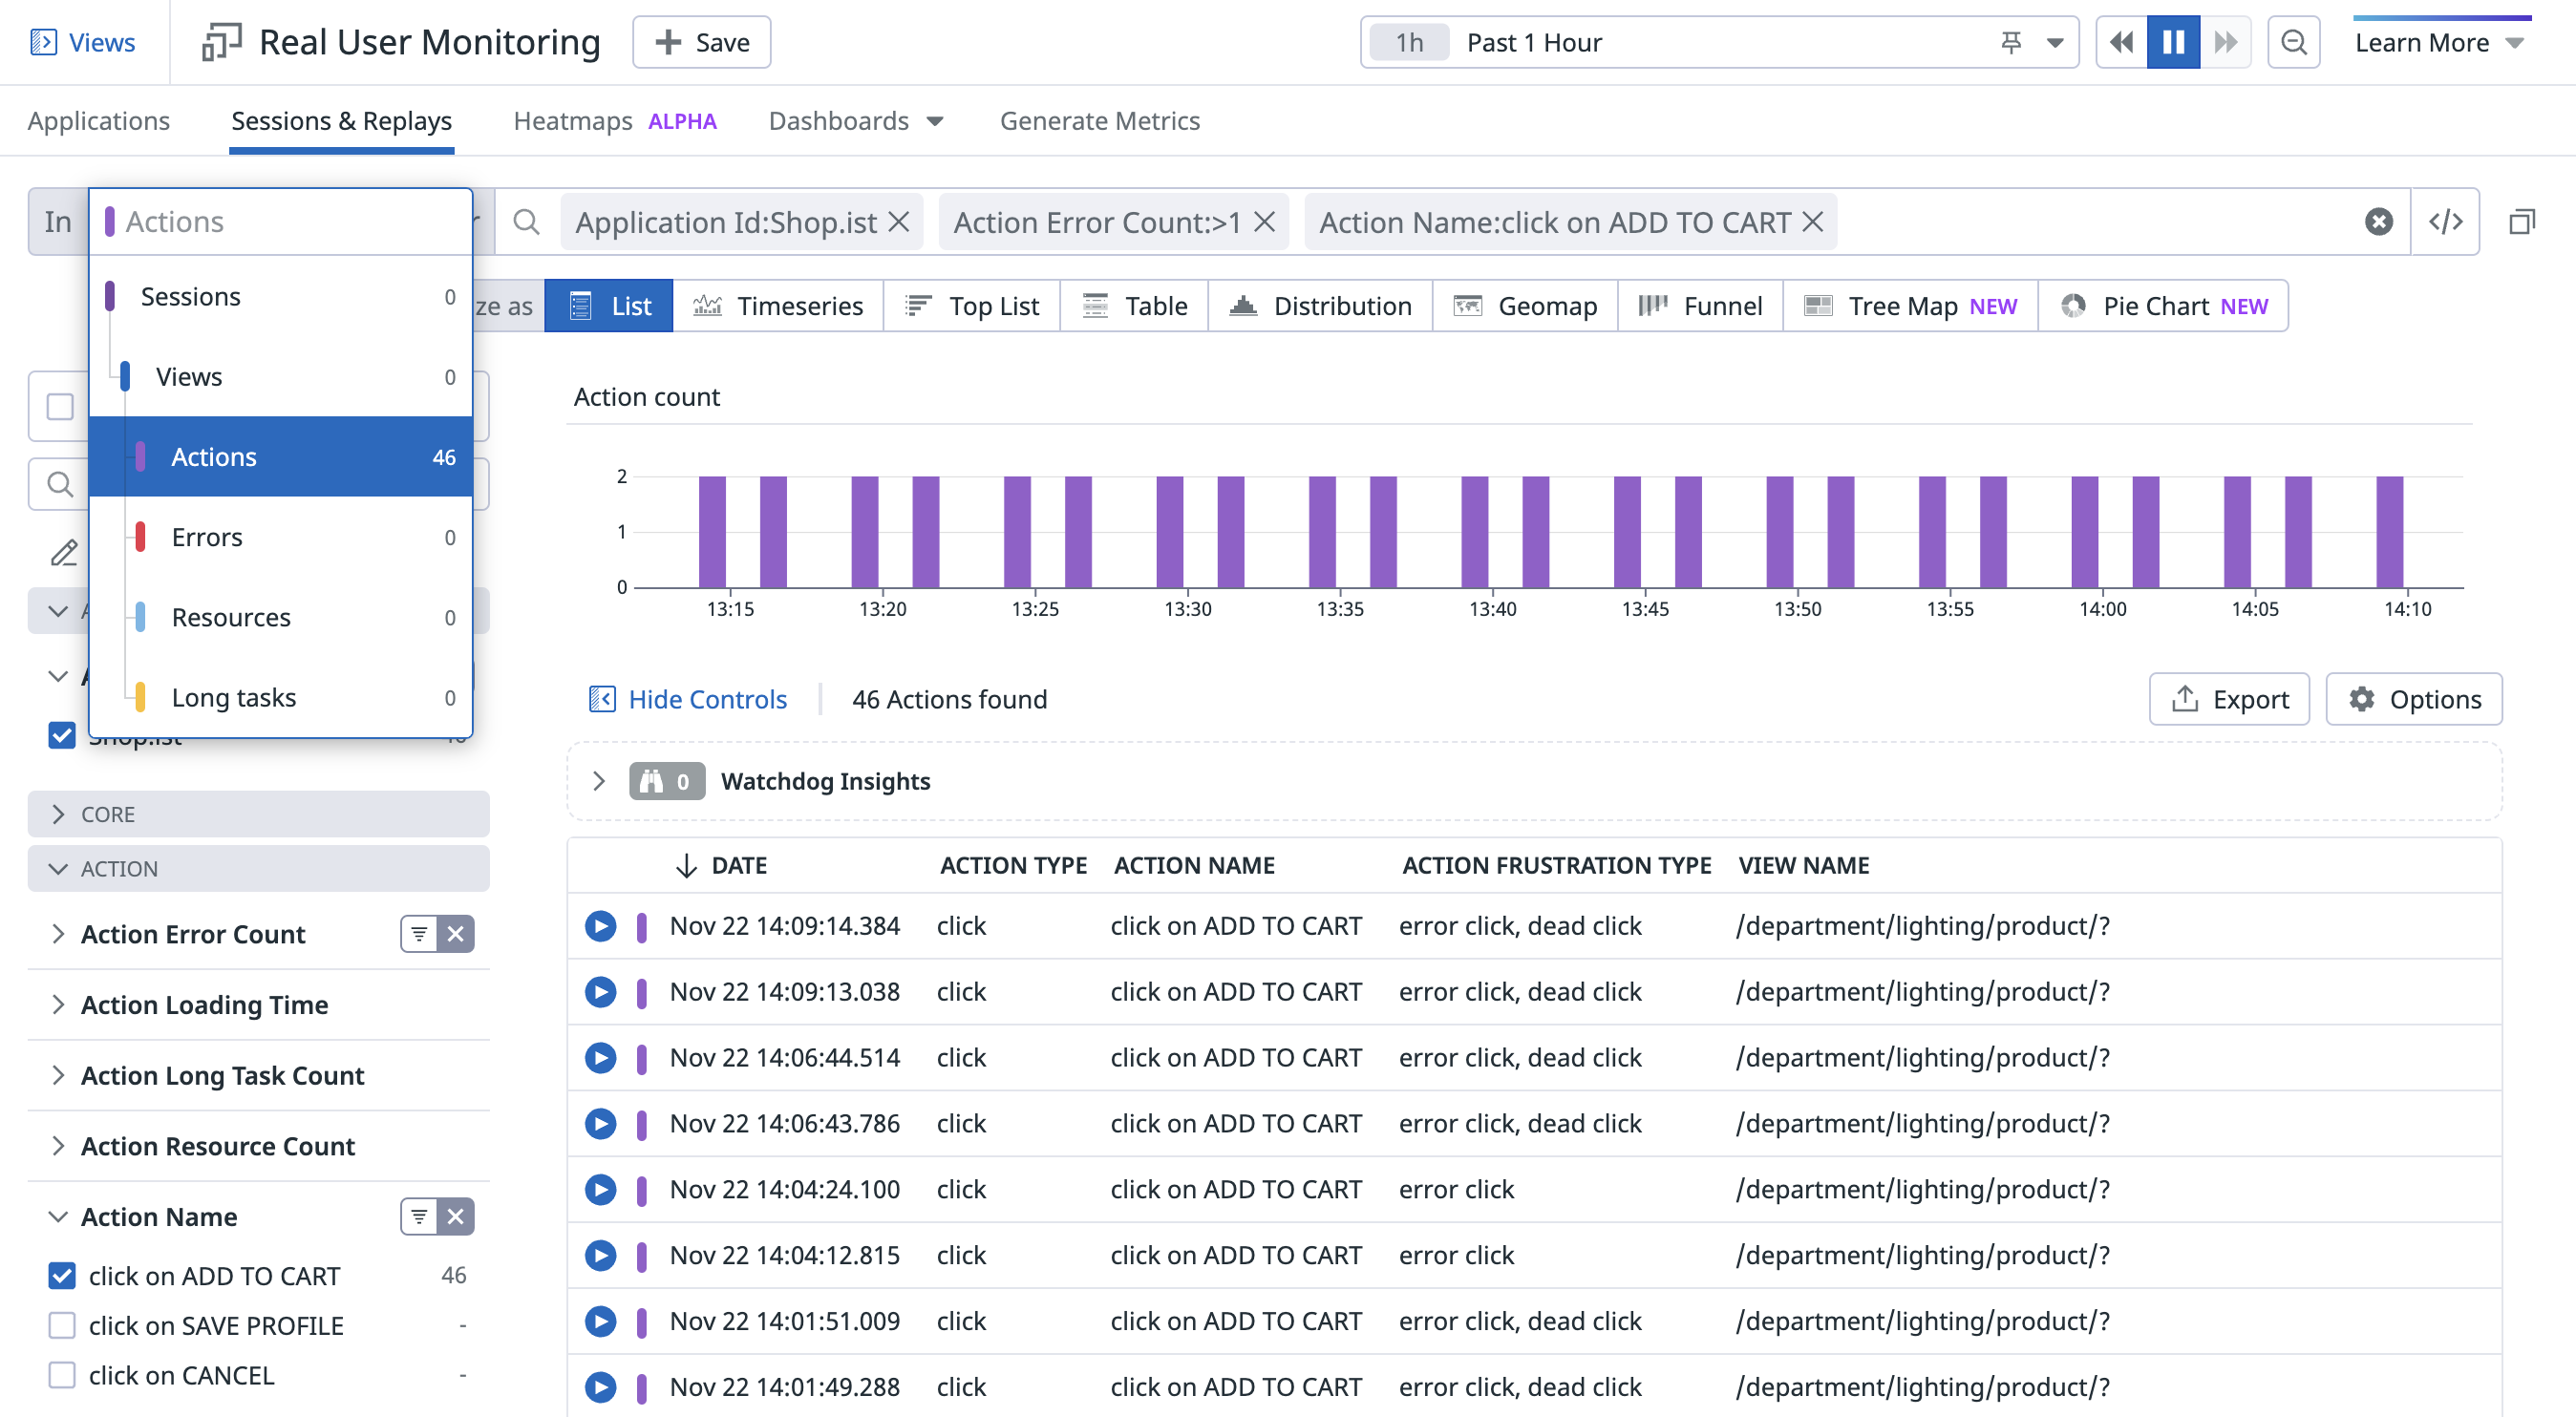 Views
Real User Monitoring
Save
1h Past 1 Hour
Learn More
Applications
Sessions & Replays
Heatmaps ALPHA
Dashboards
Generate Metrics
In
Actions
Application Id:Shop.ist
Action Error Count:>1
Action Name:click on ADD TO CART
</>
Sessions 0
Views 0
Actions 46
Errors 0
Resources 0
Long tasks 0
as
List
Timeseries
Top List
Table
Distribution
Geomap
Funnel
Tree Map NEW
Pie Chart NEW
Action count
2
1
0
13:15 13:20 13:25 13:30 13:35 13:40 13:45 13:50 13:55 14:00 14:05 14:10
Hide Controls
46 Actions found
Export
Options
0 Watchdog Insights
Shop.ist
CORE
ACTION
Action Error Count
Action Loading Time
Action Long Task Count
Action Resource Count
Action Name
click on ADD TO CART 46
click on SAVE PROFILE -
click on CANCEL -
DATE ACTION TYPE ACTION NAME ACTION FRUSTRATION TYPE VIEW NAME
Nov 22 14:09:14.384 click click on ADD TO CART error click, dead click /department/lighting/product/?
Nov 22 14:09:13.038 click click on ADD TO CART error click, dead click /department/lighting/product/?
Nov 22 14:06:44.514 click click on ADD TO CART error click, dead click /department/lighting/product/?
Nov 22 14:06:43.786 click click on ADD TO CART error click, dead click /department/lighting/product/?
Nov 22 14:04:24.100 click click on ADD TO CART error click /department/lighting/product/?
Nov 22 14:04:12.815 click click on ADD TO CART error click /department/lighting/product/?
Nov 22 14:01:51.009 click click on ADD TO CART error click, dead click /department/lighting/product/?
Nov 22 14:01:49.288 click click on ADD TO CART error click, dead click /department/lighting/product/?